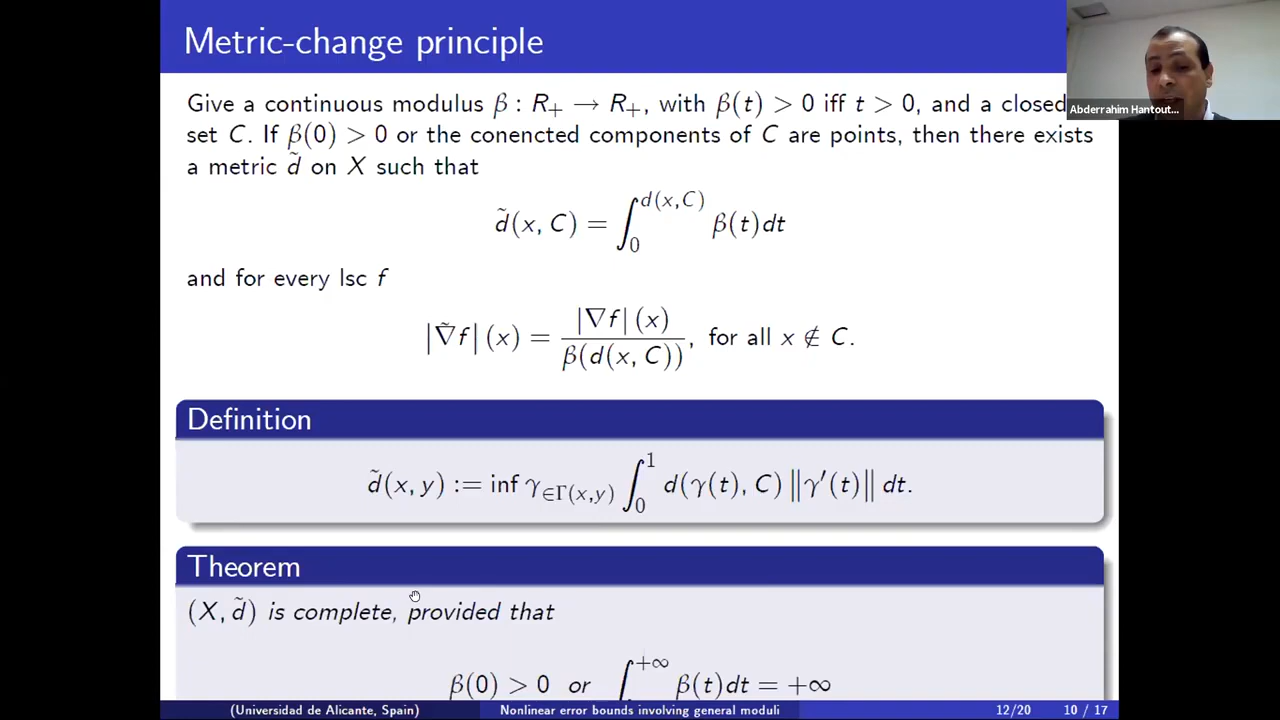 Metric-change principle
Abderrahim Hantout...
Give a continuous modulus β : R₊ → R₊, with β(t) > 0 iff t > 0, and a closed
set C. If β(0) > 0 or the conencted components of C are points, then there exists
a metric d̃ on X such that
d̃(x, C) = ∫₀^{d(x,C)} β(t)dt
and for every lsc f
|∇̃f| (x) = |∇f| (x) / β(d(x, C)), for all x ∉ C.
Definition
d̃(x, y) := inf γ_{∈Γ(x,y)} ∫₀¹ d(γ(t), C) ‖γ′(t)‖ dt.
Theorem
(X, d̃) is complete, provided that
β(0) > 0 or ∫^{+∞} β(t)dt = +∞
(Universidad de Alicante, Spain) Nonlinear error bounds involving general moduli 12/20 10 / 17